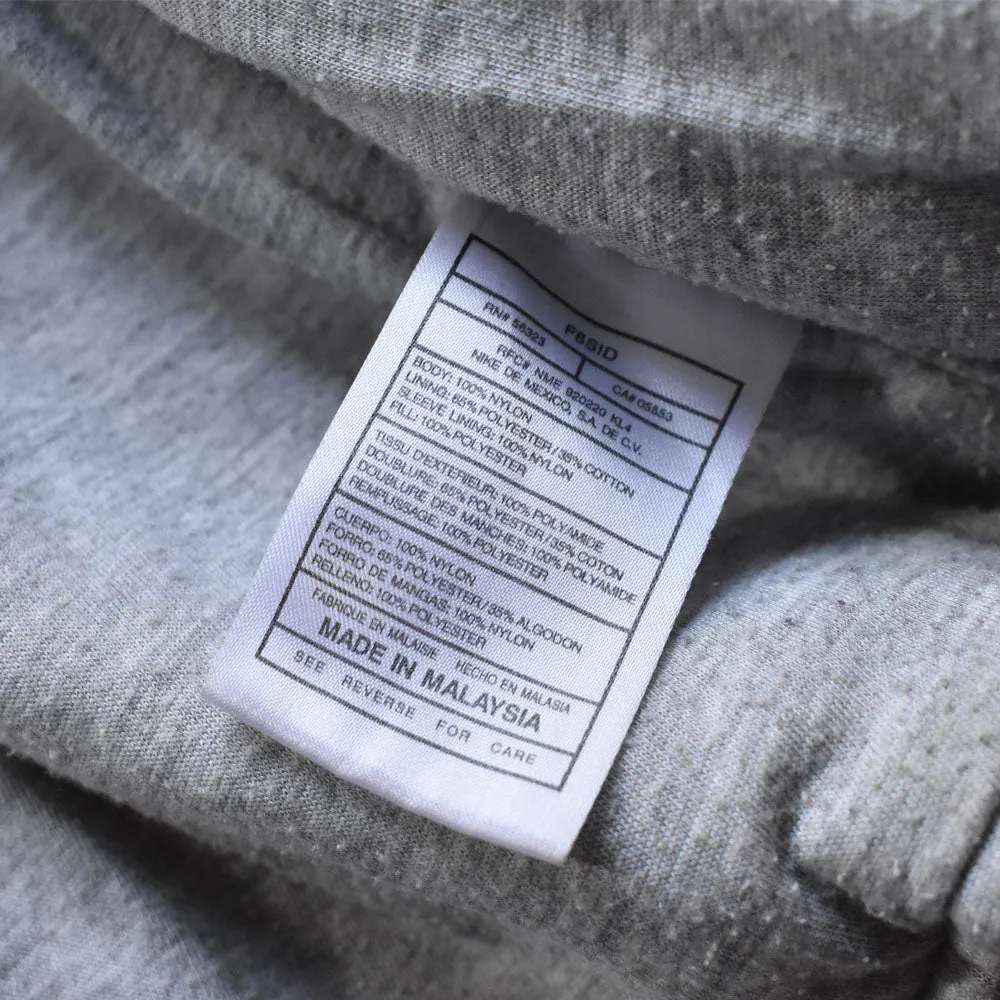 F8SID
RN# 56323 CA# 05553
RFC# NME 920220 KL4
NIKE DE MEXICO, S.A. DE C.V.
BODY: 100% NYLON
LINING: 65% POLYESTER / 35% COTTON
SLEEVE LINING: 100% NYLON
FILL: 100% POLYESTER
TISSU D'EXTERIEUR: 100% POLYAMIDE
DOUBLURE: 65% POLYESTER / 35% COTON
DOUBLURE DES MANCHES: 100% POLYAMIDE
REMPLISSAGE: 100% POLYESTER
CUERPO: 100% NYLON
FORRO: 65% POLYESTER / 35% ALGODON
FORRO DE MANGAS: 100% NYLON
RELLENO: 100% POLYESTER
FABRIQUE EN MALAISIE HECHO EN MALASIA
MADE IN MALAYSIA
SEE REVERSE FOR CARE